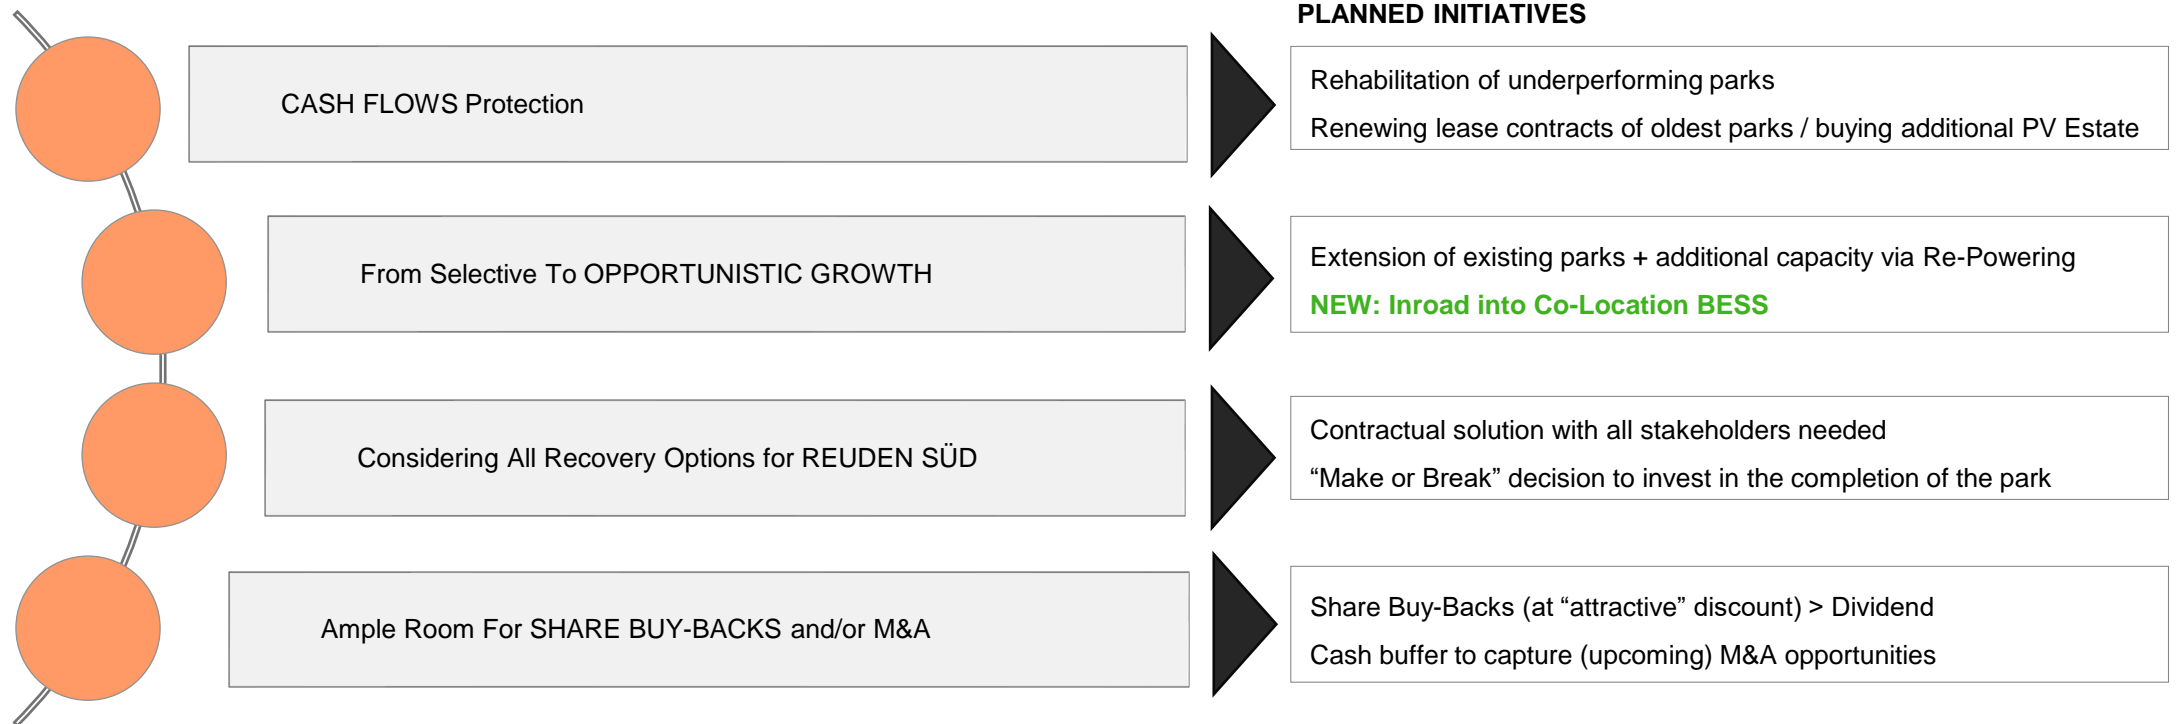 PLANNED INITIATIVES
CASH FLOWS Protection
Rehabilitation of underperforming parks
Renewing lease contracts of oldest parks / buying additional PV Estate
From Selective To OPPORTUNISTIC GROWTH
Extension of existing parks + additional capacity via Re-Powering
NEW: Inroad into Co-Location BESS
Considering All Recovery Options for REUDEN SÜD
Contractual solution with all stakeholders needed
“Make or Break” decision to invest in the completion of the park
Ample Room For SHARE BUY-BACKS and/or M&A
Share Buy-Backs (at “attractive” discount) > Dividend
Cash buffer to capture (upcoming) M&A opportunities